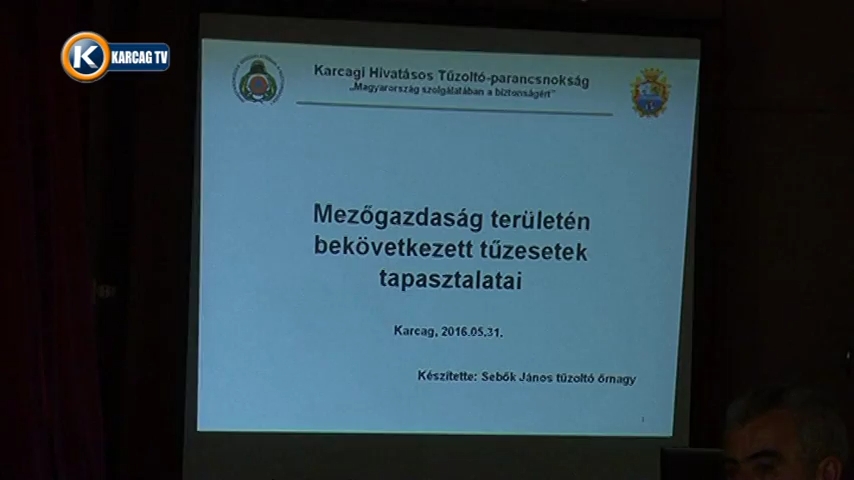 K KARCAG TV
Karcagi Hivatásos Tűzoltó-parancsnokság
„Magyarország szolgálatában a biztonságért"
Mezőgazdaság területén
bekövetkezett tűzesetek
tapasztalatai
Karcag, 2016.05.31.
Készítette: Sebők János tűzoltó őrnagy
1